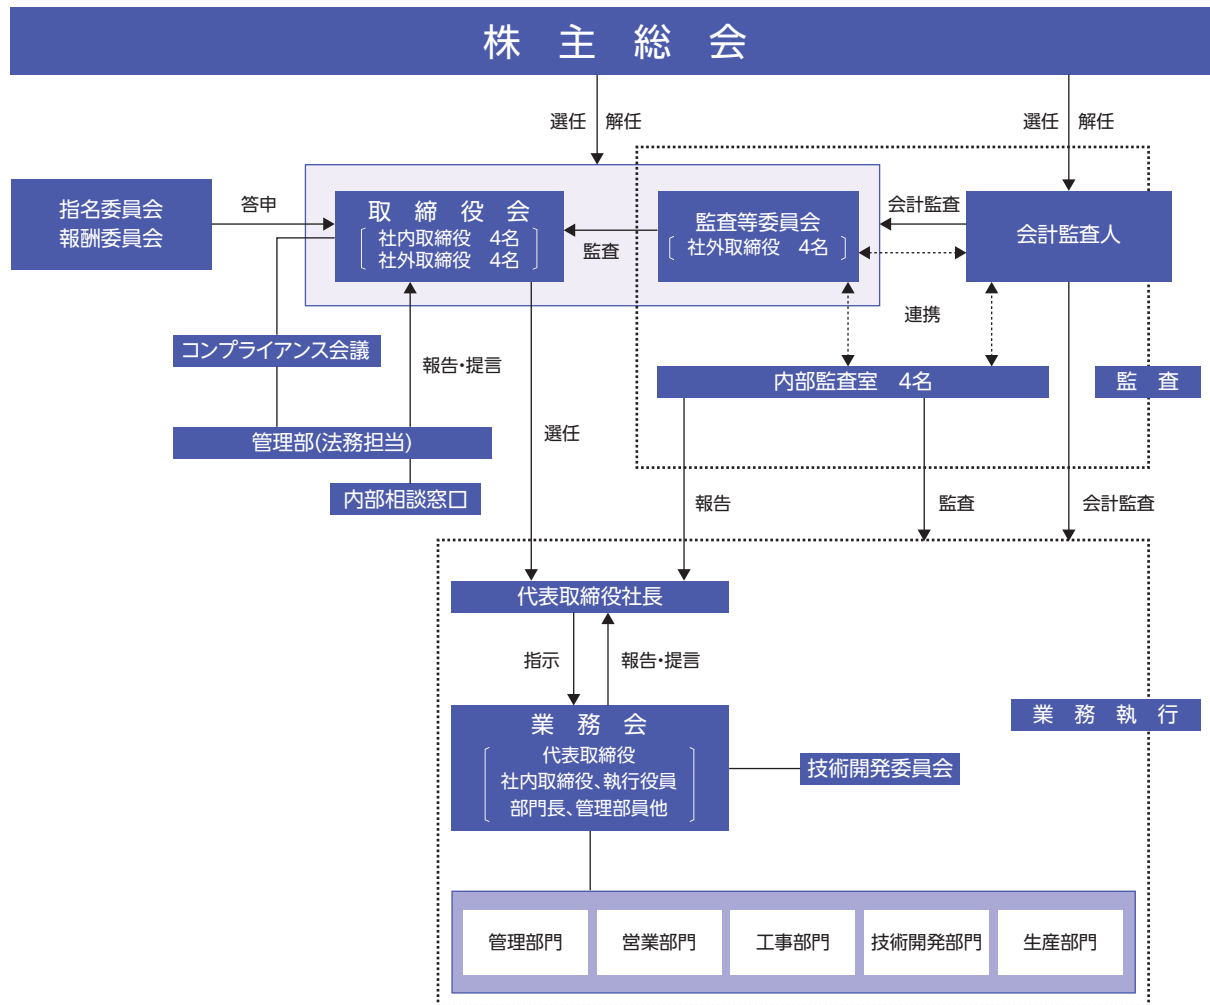 株 主 総 会
選任 解任
選任 解任
指名委員会
報酬委員会
答申
取 締 役 会
社内取締役 4名
社外取締役 4名
監査
監査等委員会
社外取締役 4名
会計監査
会計監査人
連携
コンプライアンス会議
報告・提言
内部監査室 4名
監 査
管理部(法務担当)
選任
内部相談窓口
報告
監査
会計監査
代表取締役社長
指示
報告・提言
業 務 執 行
業 務 会
代表取締役
社内取締役、執行役員
部門長、管理部員他
技術開発委員会
管理部門
営業部門
工事部門
技術開発部門
生産部門